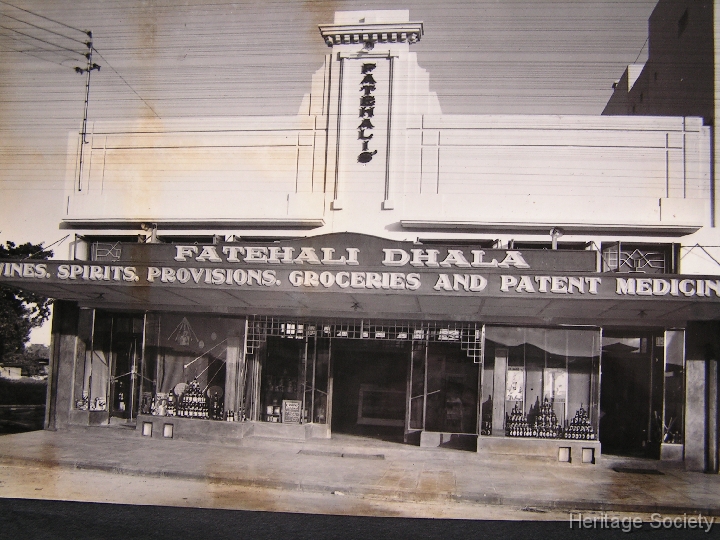 FATEHALI'S
FATEHALI DHALA
WINES, SPIRITS, PROVISIONS, GROCERIES AND PATENT MEDICIN
Heritage Society